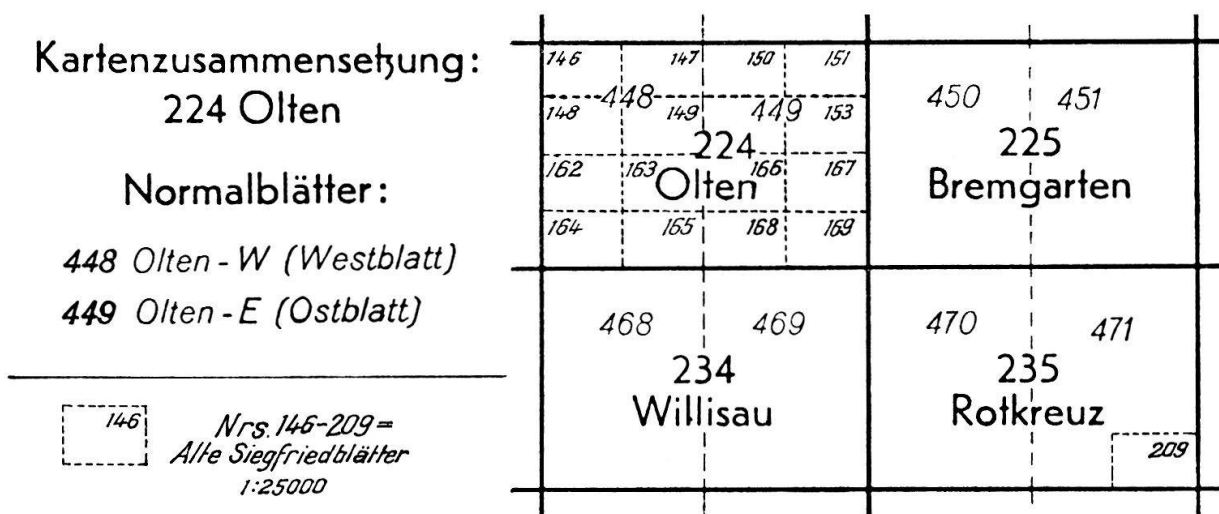 Kartenzusammensetzung:
224 Olten
Normalblätter:
448 Olten - W (Westblatt)
449 Olten - E (Ostblatt)
146
Nrs. 146-209 =
Alte Siegfriedblätter
1:25000
146 147 150 151
448
148 149 449 153
224
162 163 Olten 166 167
164 165 168 169
450 451
225
Bremgarten
468 469
234
Willisau
470 471
235
Rotkreuz
209